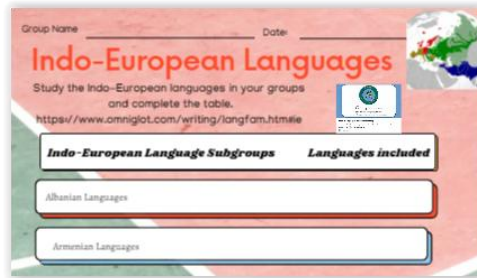 Group Name Date:
Indo-European Languages
Study the Indo-European languages in your groups
and complete the table.
https://www.omniglot.com/writing/langfam.htm#ie
Indo-European Language Subgroups Languages included
Albanian Languages
Armenian Languages